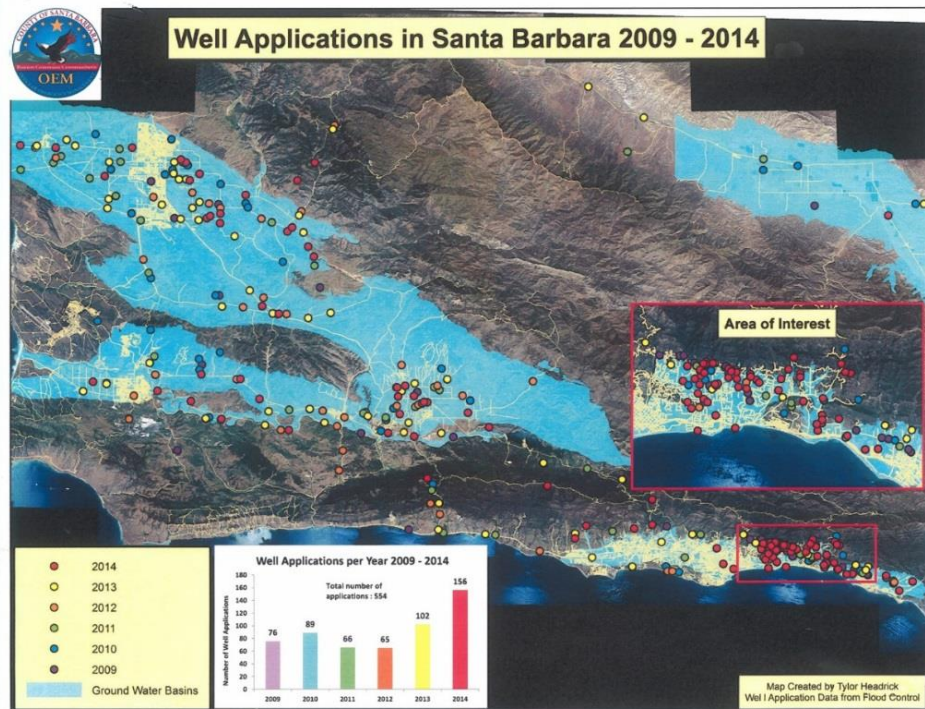 COUNTY OF SANTA BARBARA
OEM
Well Applications in Santa Barbara 2009 - 2014
Area of Interest
2014
2013
2012
2011
2010
2009
Ground Water Basins
Well Applications per Year 2009 - 2014
Total number of
applications : 554
Number of Well Applications
180
160
140
120
100
80
60
40
20
0
76
89
66
65
102
156
2009
2010
2011
2012
2013
2014
Map Created by Tylor Headrick
Wel l Application Data from Flood Control